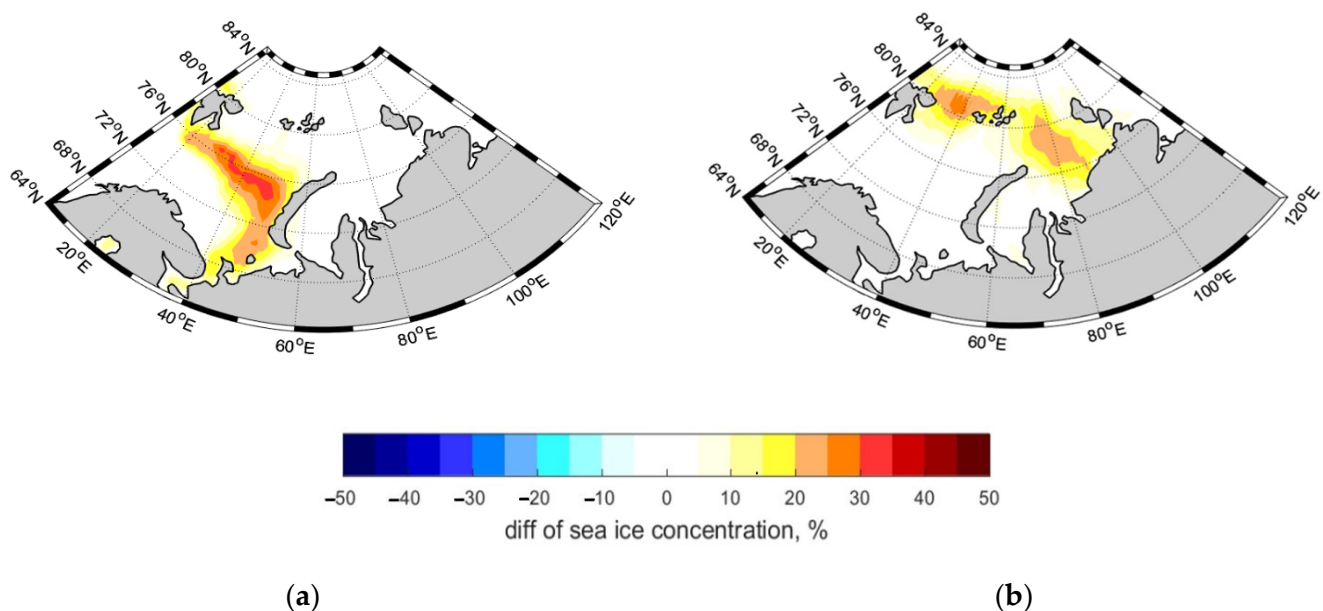 84°N
80°N
76°N
72°N
68°N
64°N
20°E
40°E
60°E
80°E
100°E
120°E
84°N
80°N
76°N
72°N
68°N
64°N
20°E
40°E
60°E
80°E
100°E
120°E
−50 −40 −30 −20 −10 0 10 20 30 40 50
diff of sea ice concentration, %
(a) (b)